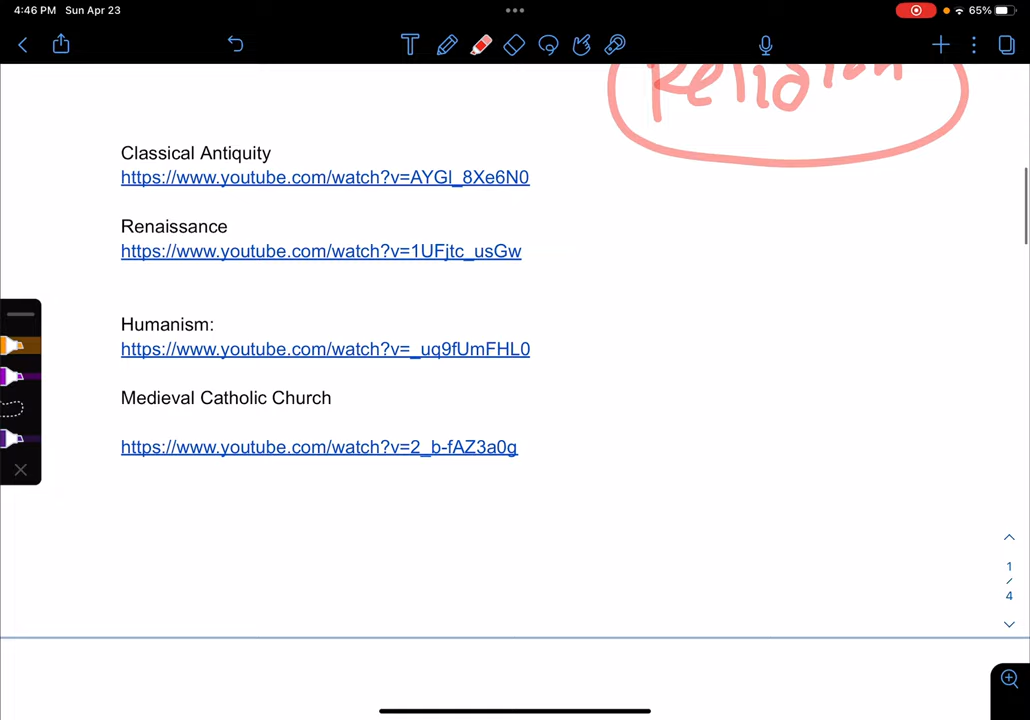 4:46 PM Sun Apr 23
65%
Religion
Classical Antiquity
https://www.youtube.com/watch?v=AYGl_8Xe6N0
Renaissance
https://www.youtube.com/watch?v=1UFjtc_usGw
Humanism:
https://www.youtube.com/watch?v=_uq9fUmFHL0
Medieval Catholic Church
https://www.youtube.com/watch?v=2_b-fAZ3a0g
1
/
4